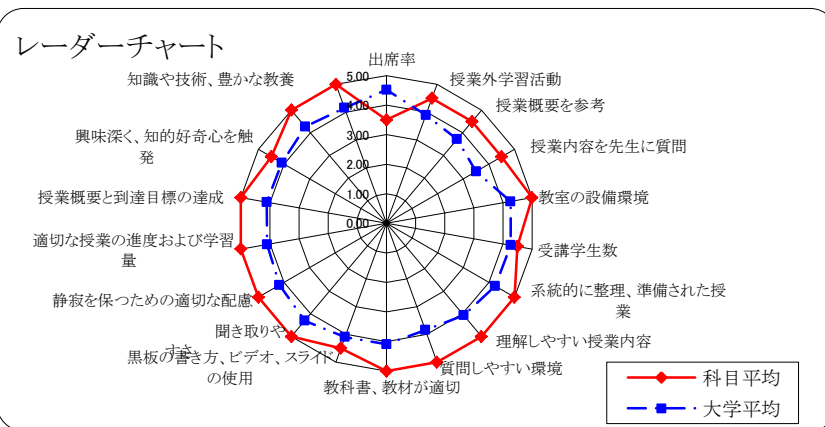 レーダーチャート
出席率
授業外学習活動
授業概要を参考
授業内容を先生に質問
教室の設備環境
受講学生数
系統的に整理、準備された授
業
理解しやすい授業内容
質問しやすい環境
教科書、教材が適切
黒板の書き方、ビデオ、スライド
の使用
聞き取りや
すさ
静寂を保つための適切な配慮
適切な授業の進度および学習
量
授業概要と到達目標の達成
興味深く、知的好奇心を触
発
知識や技術、豊かな教養
5.00
4.00
3.00
2.00
1.00
0.00
科目平均
大学平均